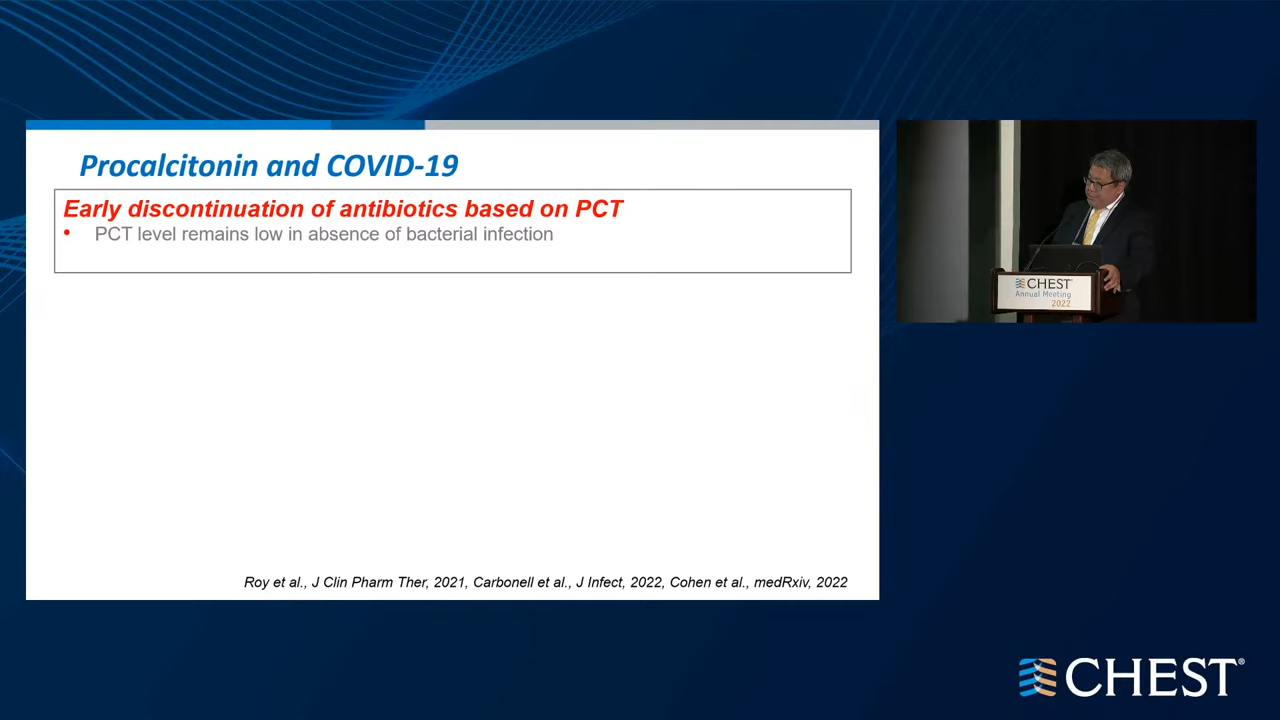 Procalcitonin and COVID-19
Early discontinuation of antibiotics based on PCT
• PCT level remains low in absence of bacterial infection
Roy et al., J Clin Pharm Ther, 2021, Carbonell et al., J Infect, 2022, Cohen et al., medRxiv, 2022
CHEST®
Annual Meeting
2022
CHEST®